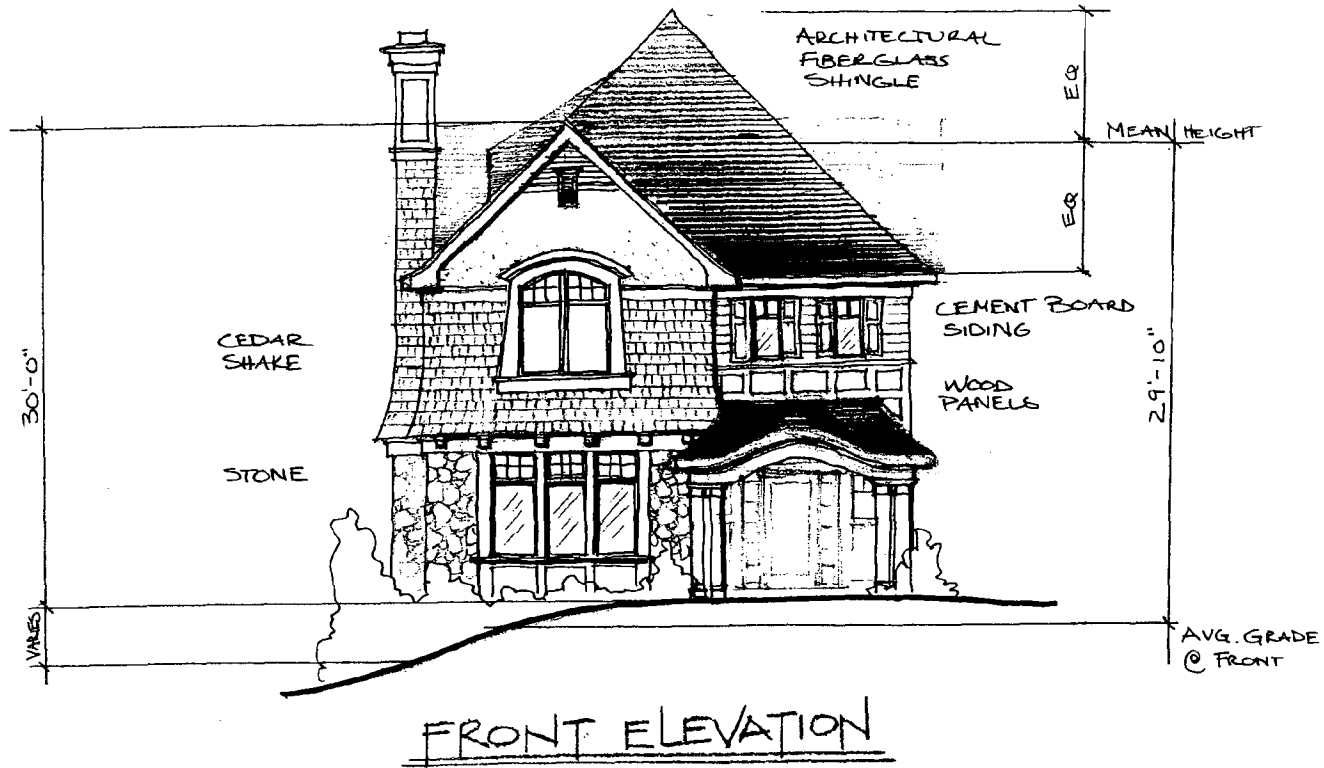 ARCHITECTURAL
FIBERGLASS
SHINGLE
EQ
MEAN HEIGHT
EQ
CEMENT BOARD
SIDING
CEDAR
SHAKE
WOOD
PANELS
30'-0"
29'-10"
STONE
VARIES
AVG. GRADE
@ FRONT
FRONT ELEVATION